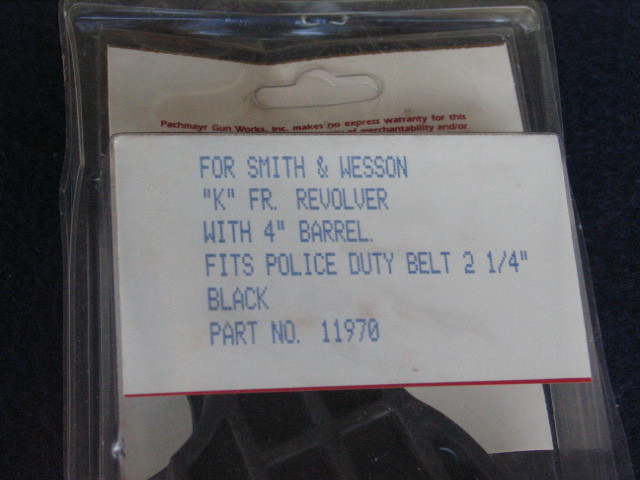 Pachmayr Gun Works, Inc. makes no express warranty for this
of merchantability and/or
FOR SMITH & WESSON
"K" FR. REVOLVER
WITH 4" BARREL.
FITS POLICE DUTY BELT 2 1/4"
BLACK
PART NO. 11970